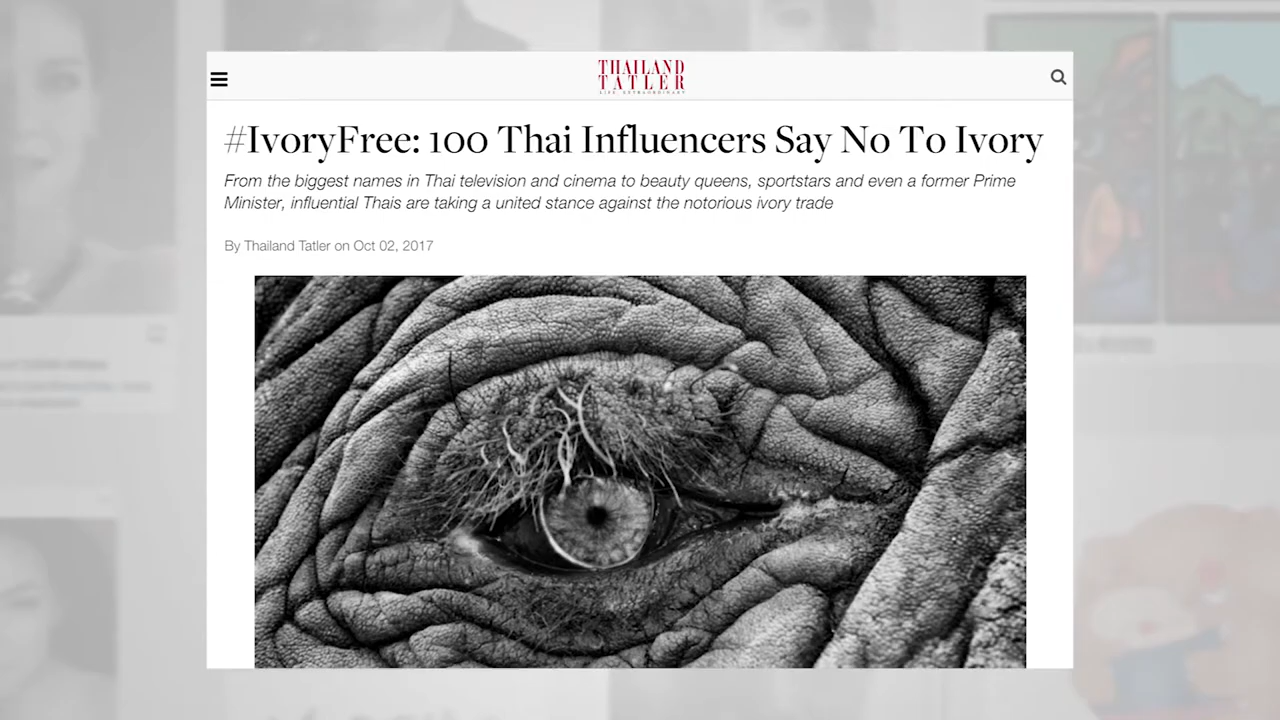 THAILAND
TATLER
LIFE EXTRAORDINARY
#IvoryFree: 100 Thai Influencers Say No To Ivory
From the biggest names in Thai television and cinema to beauty queens, sportstars and even a former Prime
Minister, influential Thais are taking a united stance against the notorious ivory trade
By Thailand Tatler on Oct 02, 2017